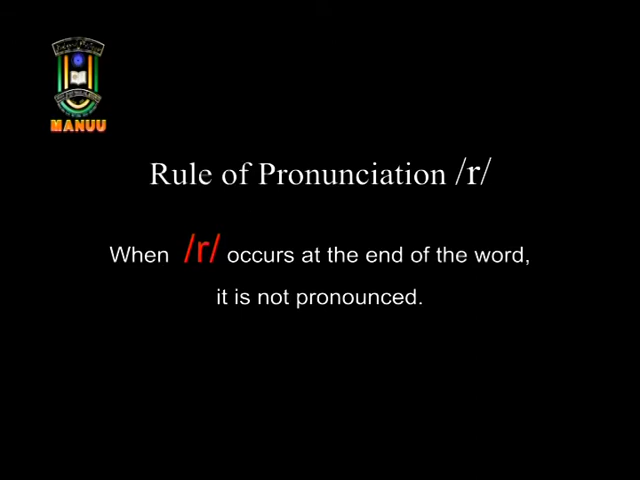 MANUU
Rule of Pronunciation /r/
When /r/ occurs at the end of the word,
it is not pronounced.